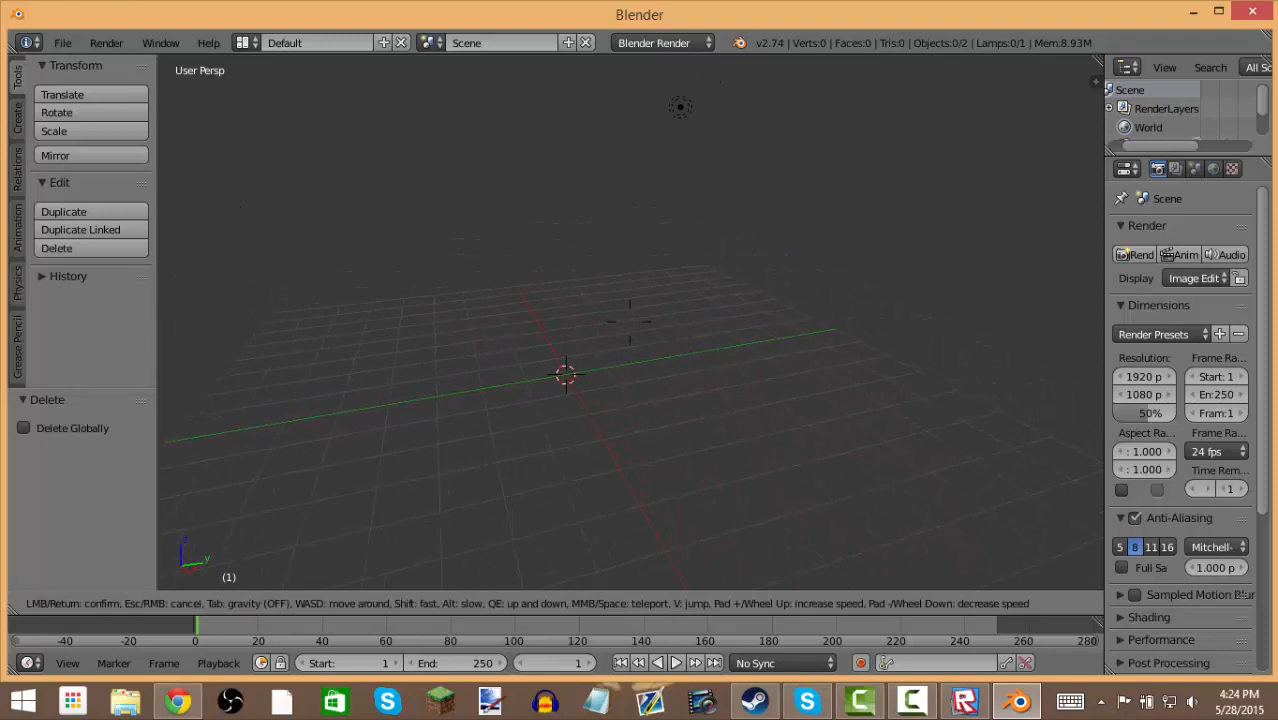 Blender
File Render Window Help Default Scene Blender Render v2.74 | Verts:0 | Faces:0 | Tris:0 | Objects:0/2 | Lamps:0/1 | Mem:8.93M
Tools
Create
Relations
Animation
Physics
Grease Pencil
Transform
Translate
Rotate
Scale
Mirror
Edit
Duplicate
Duplicate Linked
Delete
History
Delete
Delete Globally
User Persp
z
y
(1)
LMB/Return: confirm, Esc/RMB: cancel, Tab: gravity (OFF), WASD: move around, Shift: fast, Alt: slow, QE: up and down, MMB/Space: teleport, V: jump, Pad +/Wheel Up: increase speed, Pad -/Wheel Down: decrease speed
View Search All Sc
Scene
RenderLayers
World
Scene
Render
Rend Anim Audio
Display Image Edit
Dimensions
Render Presets
Resolution: Frame Ra
1920 p Start: 1
1080 p En:250
50% Fram:1
Aspect Ra Frame Ra
: 1.000 24 fps
: 1.000 Time Rem
1
Anti-Aliasing
5 8 11 16 Mitchell-
Full Sa 1.000 p
Sampled Motion Blur
Shading
Performance
Post Processing
-40 -20 0 20 40 60 80 100 120 140 160 180 200 220 240 260 280
View Marker Frame Playback Start: 1 End: 250 1 No Sync
4:24 PM
5/28/2015